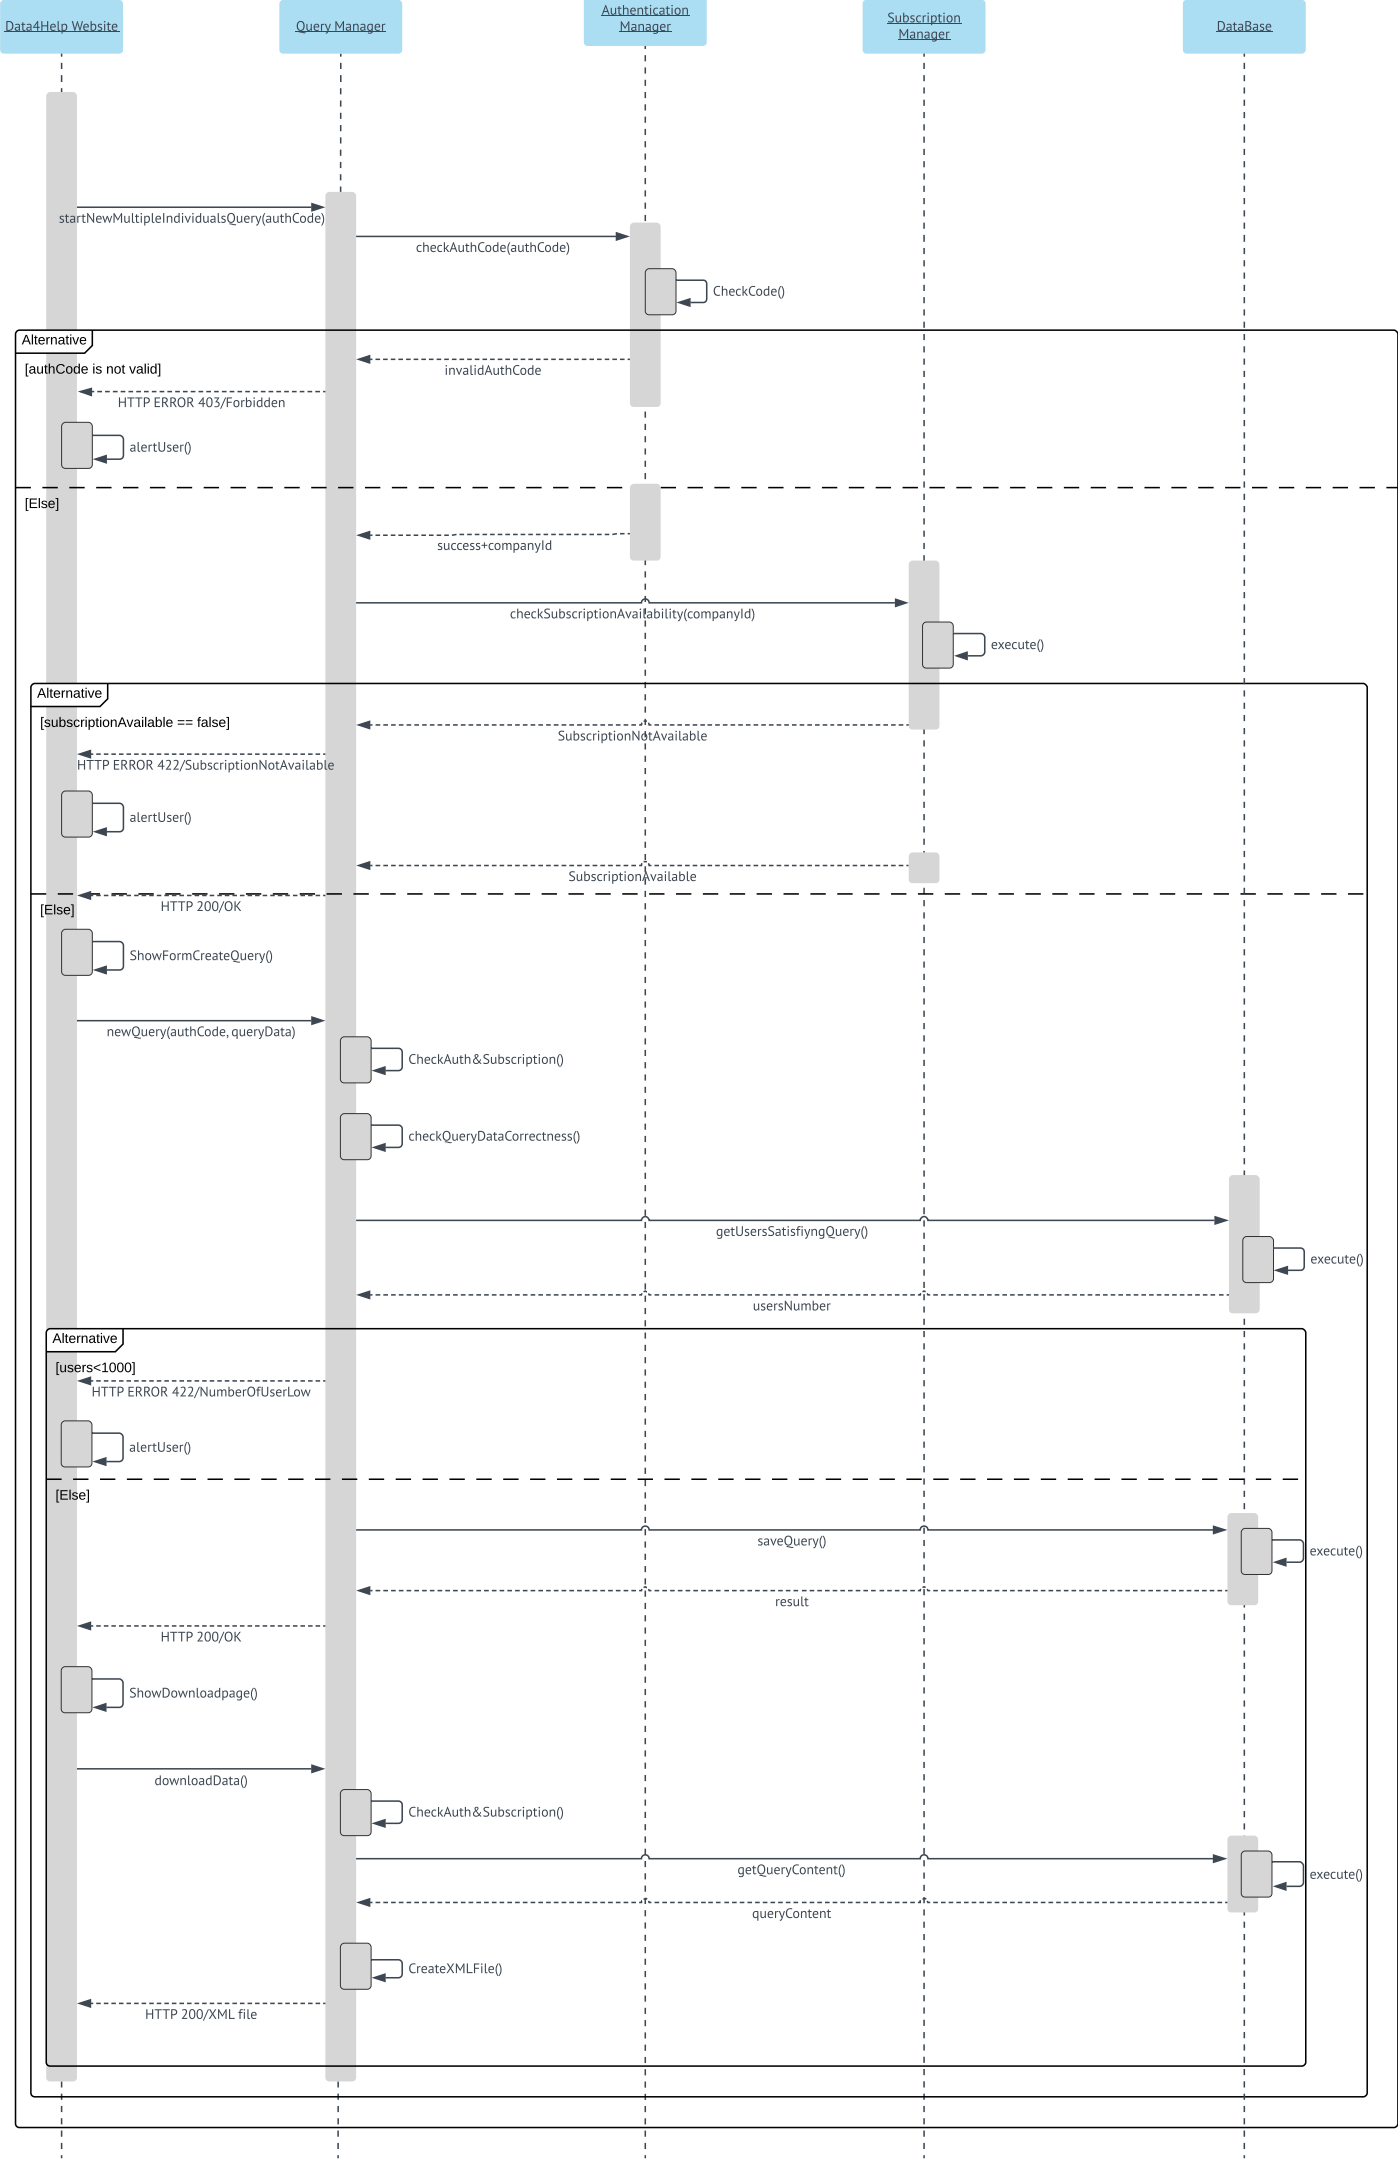 Data4Help Website
Query Manager
Authentication
Manager
Subscription
Manager
DataBase
startNewMultipleIndividualsQuery(authCode)
checkAuthCode(authCode)
CheckCode()
Alternative
[authCode is not valid]
invalidAuthCode
HTTP ERROR 403/Forbidden
alertUser()
[Else]
success+companyId
checkSubscriptionAvailability(companyId)
execute()
Alternative
[subscriptionAvailable == false]
SubscriptionNotAvailable
HTTP ERROR 422/SubscriptionNotAvailable
alertUser()
SubscriptionAvailable
HTTP 200/OK
[Else]
ShowFormCreateQuery()
newQuery(authCode, queryData)
CheckAuth&Subscription()
checkQueryDataCorrectness()
getUsersSatisfiyngQuery()
execute()
usersNumber
Alternative
[users<1000]
HTTP ERROR 422/NumberOfUserLow
alertUser()
[Else]
saveQuery()
execute()
result
HTTP 200/OK
ShowDownloadpage()
downloadData()
CheckAuth&Subscription()
getQueryContent()
execute()
queryContent
CreateXMLFile()
HTTP 200/XML file